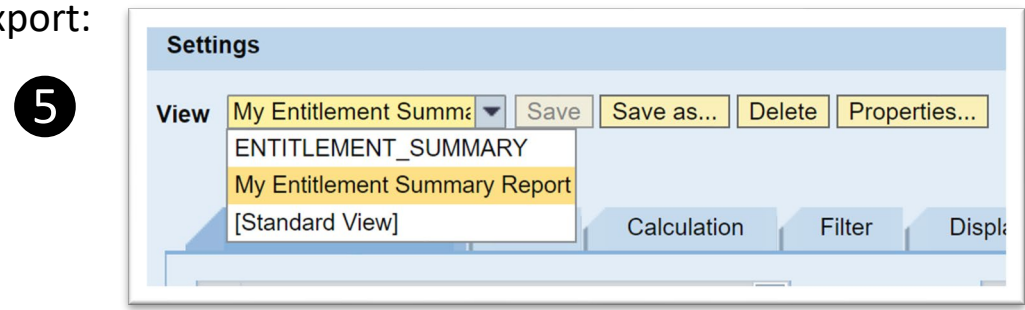 xport:
Settings
5
View My Entitlement Summa Save Save as... Delete Properties...
ENTITLEMENT_SUMMARY
My Entitlement Summary Report
[Standard View]
Calculation Filter Displa